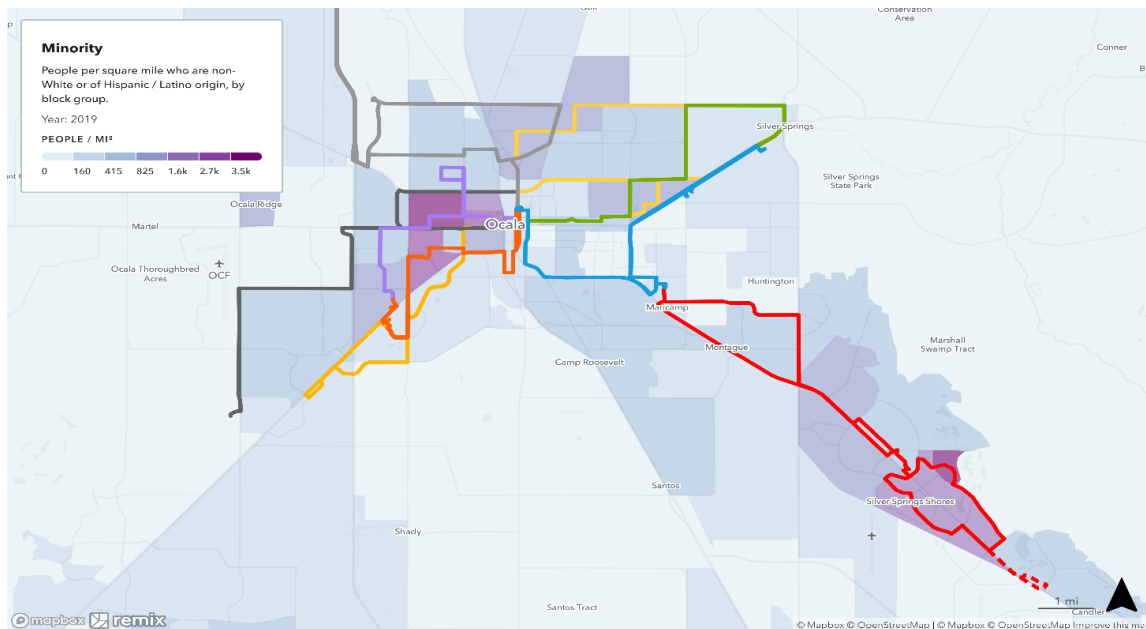 Conservation
Area
Conner
Minority
People per square mile who are non-
White or of Hispanic / Latino origin, by
block group.
Year: 2019
PEOPLE / MI²
0 160 415 825 1.6k 2.7k 3.5k
Silver Springs
Silver Springs
State Park
Ocala Ridge
Martel
Ocala
Ocala Thoroughbred
Acres
OCF
Huntington
Maricamp
Marshall
Swamp Tract
Montague
Camp Roosevelt
Santos
Silver Springs Shores
Shady
Santos Tract
1 mi
Candler
mapbox remix
© Mapbox © OpenStreetMap | © Mapbox © OpenStreetMap Improve this ma